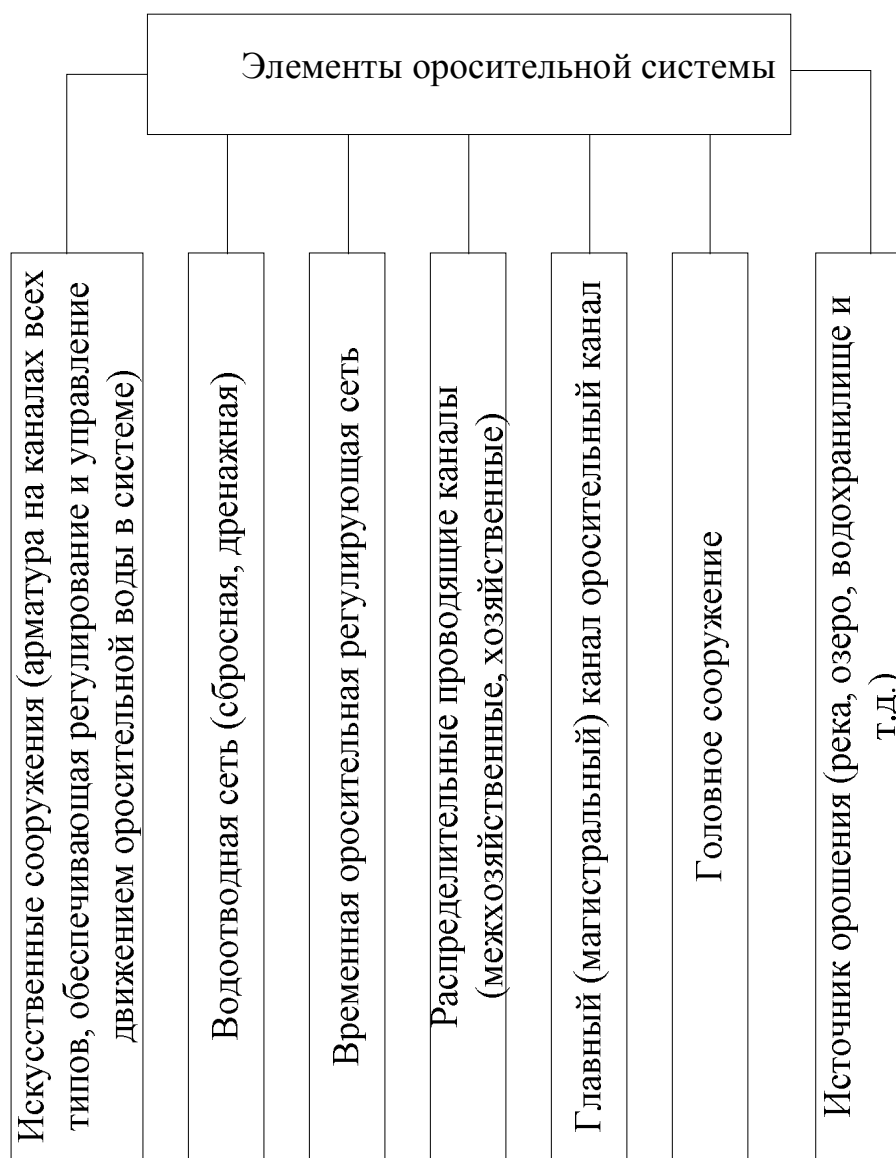 Элементы оросительной системы
Искусственные сооружения (арматура на каналах всех
типов, обеспечивающая регулирование и управление
движением оросительной воды в системе)
Водоотводная сеть (сбросная, дренажная)
Временная оросительная регулирующая сеть
Распределительные проводящие каналы
(межхозяйственные, хозяйственные)
Главный (магистральный) канал оросительный канал
Головное сооружение
Источник орошения (река, озеро, водохранилище и
т.д.)